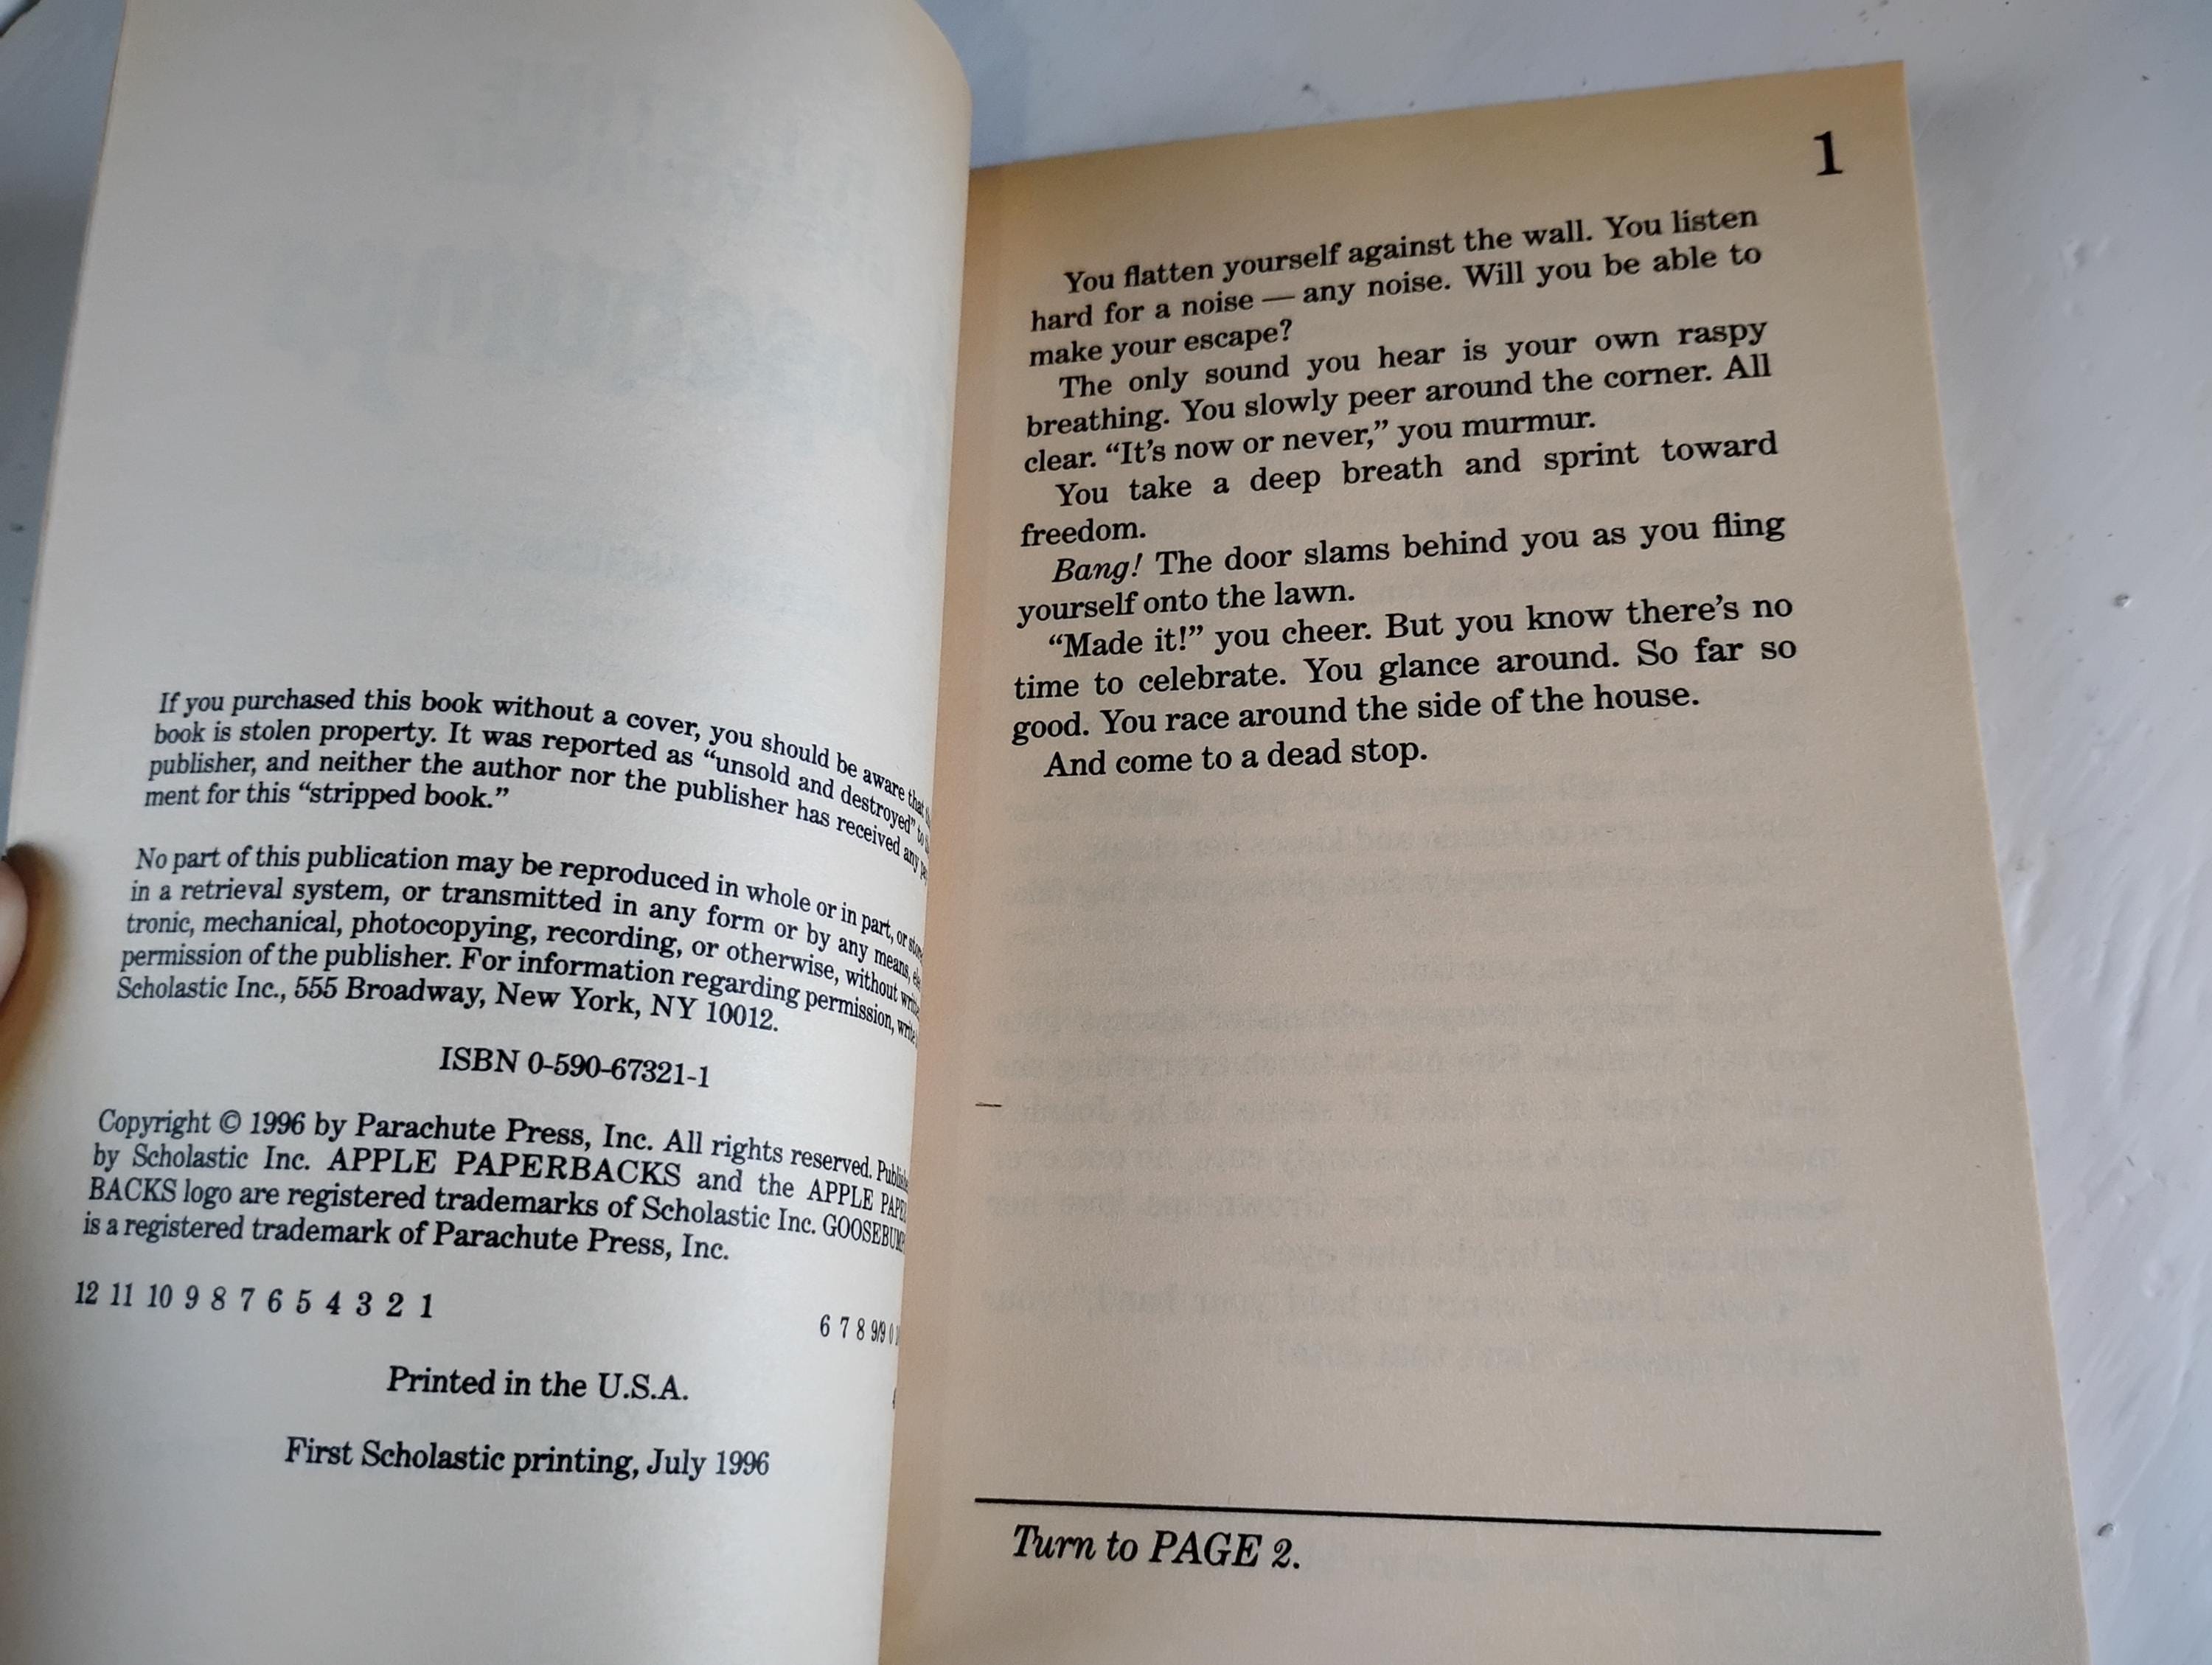 If you purchased this book without a cover, you should be aware that
book is stolen property. It was reported as “unsold and destroyed” to
publisher, and neither the author nor the publisher has received any
ment for this “stripped book.”
No part of this publication may be reproduced in whole or in part, or
in a retrieval system, or transmitted in any form or by any means,
tronic, mechanical, photocopying, recording, or otherwise, without
permission of the publisher. For information regarding permission, write
Scholastic Inc., 555 Broadway, New York, NY 10012.
ISBN 0-590-67321-1
Copyright © 1996 by Parachute Press, Inc. All rights reserved.
by Scholastic Inc. APPLE PAPERBACKS and the APPLE
BACKS logo are registered trademarks of Scholastic Inc.
is a registered trademark of Parachute Press, Inc.
12 11 10 9 8 7 6 5 4 3 2 1
6 7 8 9/9 0
Printed in the U.S.A.
First Scholastic printing, July 1996
1
You flatten yourself against the wall. You listen
hard for a noise — any noise. Will you be able to
make your escape?
The only sound you hear is your own raspy
breathing. You slowly peer around the corner. All
clear. “It’s now or never,” you murmur.
You take a deep breath and sprint toward
freedom.
Bang! The door slams behind you as you fling
yourself onto the lawn.
“Made it!” you cheer. But you know there’s no
time to celebrate. You glance around. So far so
good. You race around the side of the house.
And come to a dead stop.
Turn to PAGE 2.